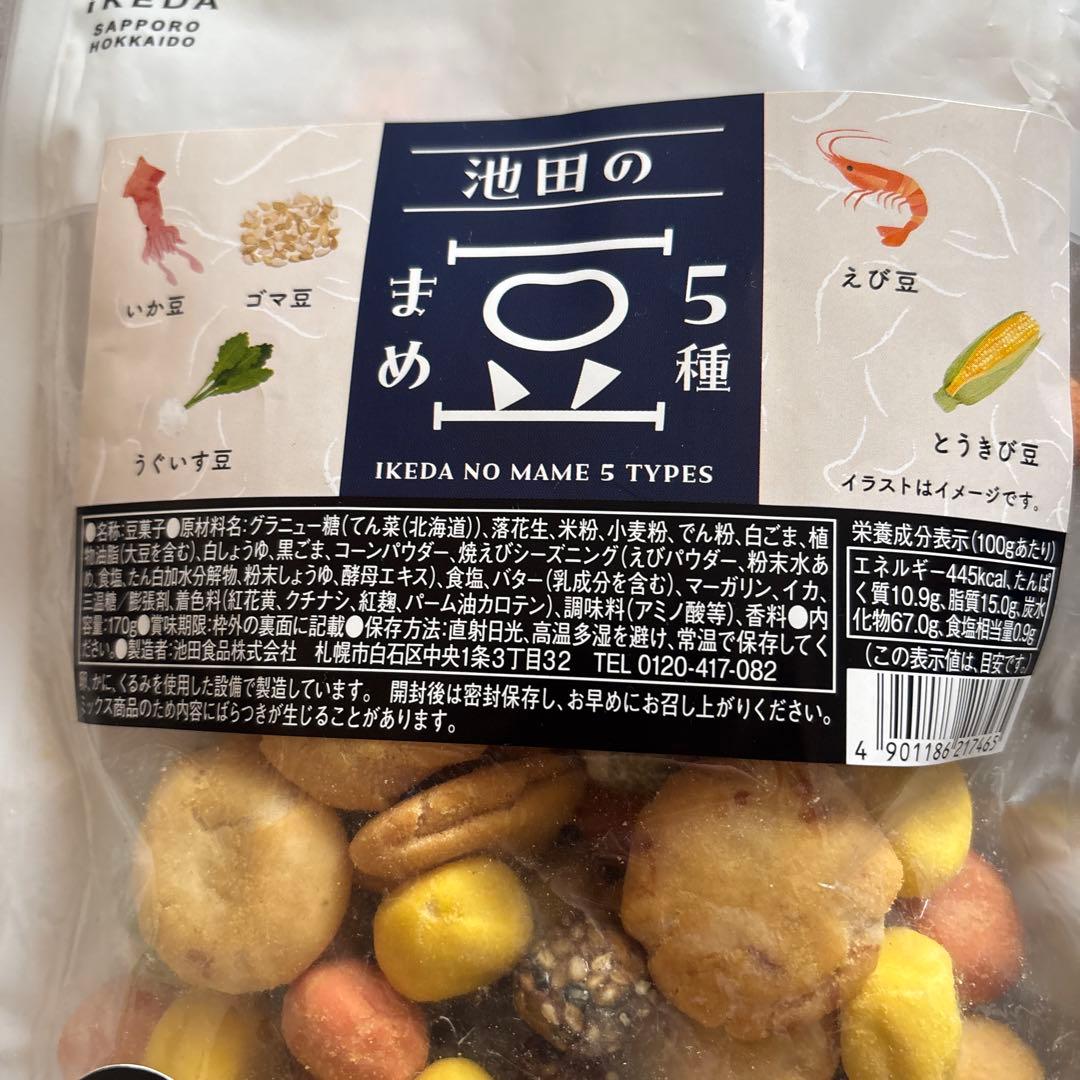 iKEDA
SAPPORO
HOKKAIDO
池田の
豆
まめ
5種
IKEDA NO MAME 5 TYPES
いか豆
ゴマ豆
うぐいす豆
えび豆
とうきび豆
イラストはイメージです。
●名称:豆菓子●原材料名:グラニュー糖(てん菜(北海道))、落花生、米粉、小麦粉、でん粉、白ごま、植
物油脂(大豆を含む)、白しょうゆ、黒ごま、コーンパウダー、焼えびシーズニング(えびパウダー、粉末水あ
め、食塩、たん白加水分解物、粉末しょうゆ、酵母エキス)、食塩、バター(乳成分を含む)、マーガリン、イカ、
三温糖／膨張剤、着色料(紅花黄、クチナシ、紅麹、パーム油カロテン)、調味料(アミノ酸等)、香料●内
容量:170g●賞味期限:枠外の裏面に記載●保存方法:直射日光、高温多湿を避け、常温で保存してく
ださい。●製造者:池田食品株式会社 札幌市白石区中央1条3丁目32 TEL 0120-417-082
卵、かに、くるみを使用した設備で製造しています。 開封後は密封保存し、お早めにお召し上がりください。
ミックス商品のため内容にばらつきが生じることがあります。
栄養成分表示(100gあたり)
エネルギー445kcal、たんぱ
く質10.9g、脂質15.0g、炭水
化物67.0g、食塩相当量0.9g
(この表示値は、目安です。)
4 901186 217465